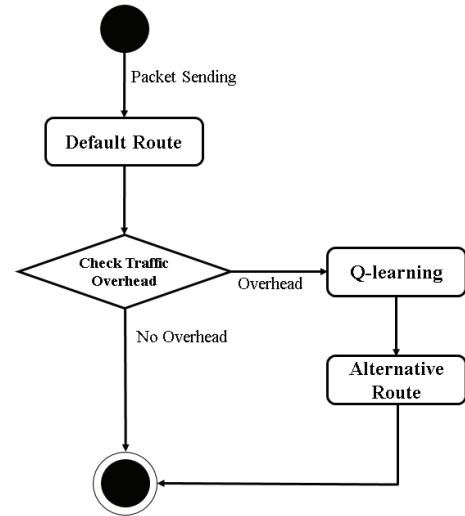 Packet Sending
Default Route
Check Traffic
Overhead
Overhead
Q-learning
No Overhead
Alternative
Route